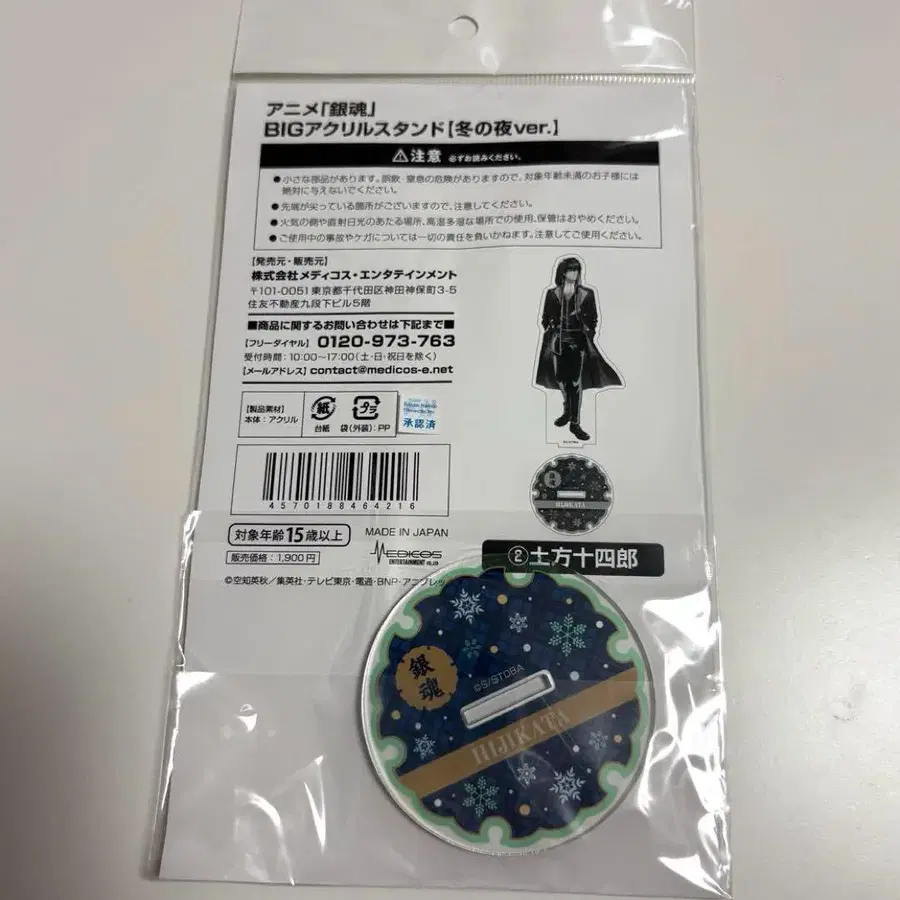 アニメ「銀魂」
BIGアクリルスタンド【冬の夜ver.】
⚠注意 必ずお読みください。
●小さな部品があります。誤飲・窒息の危険がありますので、対象年齢未満のお子様には
絶対に与えないでください。
●先端が尖っている箇所がございますので、注意してください。
●火気の側や直射日光のあたる場所、高温多湿な場所での使用、保管はおやめください。
●ご使用中の事故やケガについては一切の責任を負いかねます。注意してご使用ください。
【発売元・販売元】
株式会社メディコス・エンタテインメント
〒101-0051 東京都千代田区神田神保町3-5
住友不動産九段下ビル5階
■商品に関するお問い合わせは下記まで■
【フリーダイヤル】 0120-973-763
受付時間:10:00〜17:00(土・日・祝日を除く)
【メールアドレス】 contact@medicos-e.net
【製品素材】
本体:アクリル
紙
台紙
プラ
袋(外装):PP
承認済
4570188464216
対象年齢15歳以上
MADE IN JAPAN
販売価格:1,900円
MEDICOS
ENTERTAINMENT
©空知英秋/集英社・テレビ東京・電通・BNP・アニプレッ
HIJIKATA
②土方十四郎
銀魂
©S/STDBA
HIJIKATA